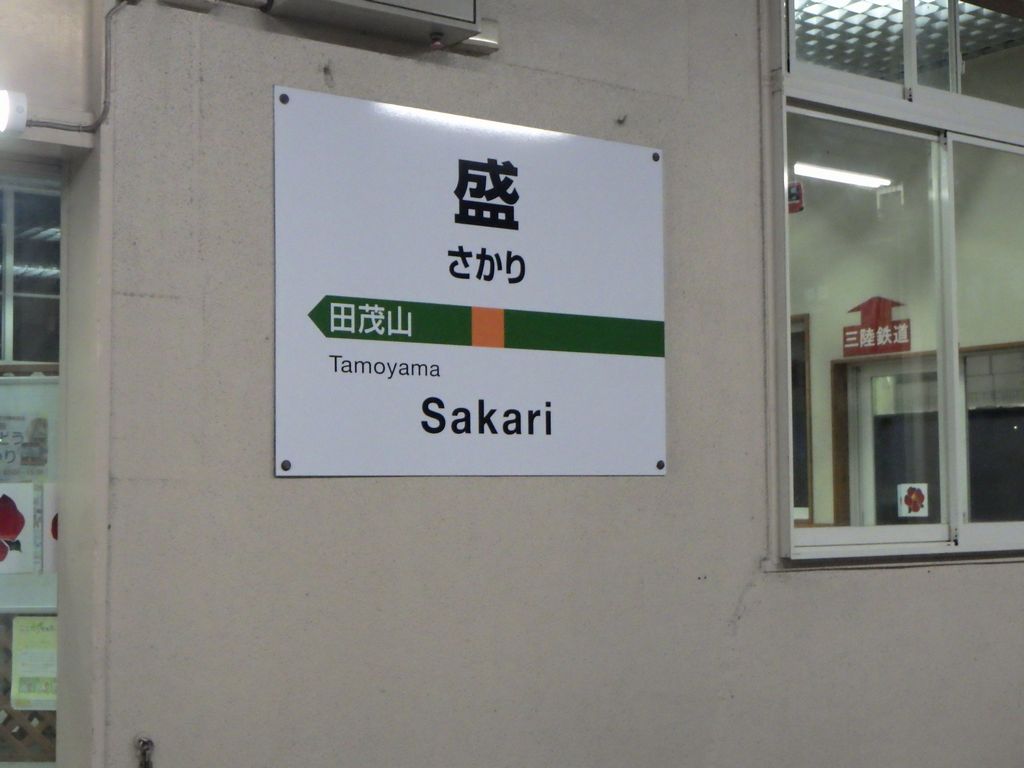 盛
さかり
田茂山
Tamoyama
Sakari
三陸鉄道